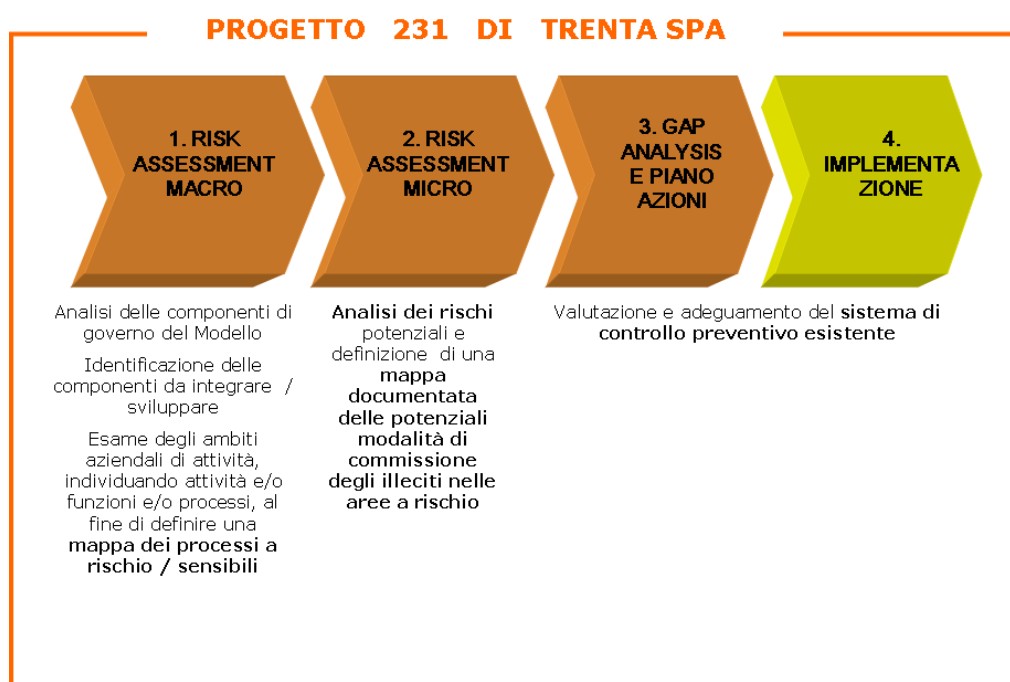 PROGETTO 231 DI TRENTA SPA
1. RISK
ASSESSMENT
MACRO
2. RISK
ASSESSMENT
MICRO
3. GAP
ANALYSIS
E PIANO
AZIONI
4.
IMPLEMENTA
ZIONE
Analisi delle componenti di
governo del Modello
Identificazione delle
componenti da integrare /
sviluppare
Esame degli ambiti
aziendali di attività,
individuando attività e/o
funzioni e/o processi, al
fine di definire una
mappa dei processi a
rischio / sensibili
Analisi dei rischi
potenziali e
definizione di una
mappa
documentata
delle potenziali
modalità di
commissione
degli illeciti nelle
aree a rischio
Valutazione e adeguamento del sistema di
controllo preventivo esistente